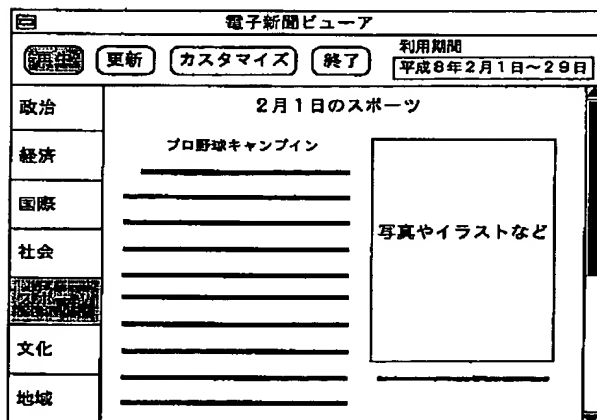 電子新聞ビューア
更新
カスタマイズ
終了
利用期間
平成8年2月1日~29日
政治
経済
国際
社会
文化
地域
2月1日のスポーツ
プロ野球キャンプイン
写真やイラストなど